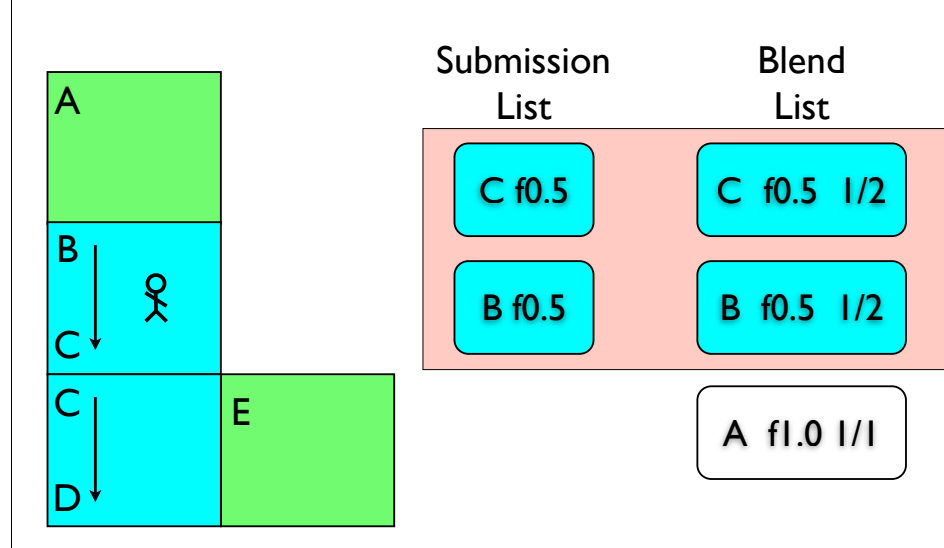 A
B
C
C
D
E
Submission
List
Blend
List
C f0.5
C f0.5 1/2
B f0.5
B f0.5 1/2
A f1.0 1/1